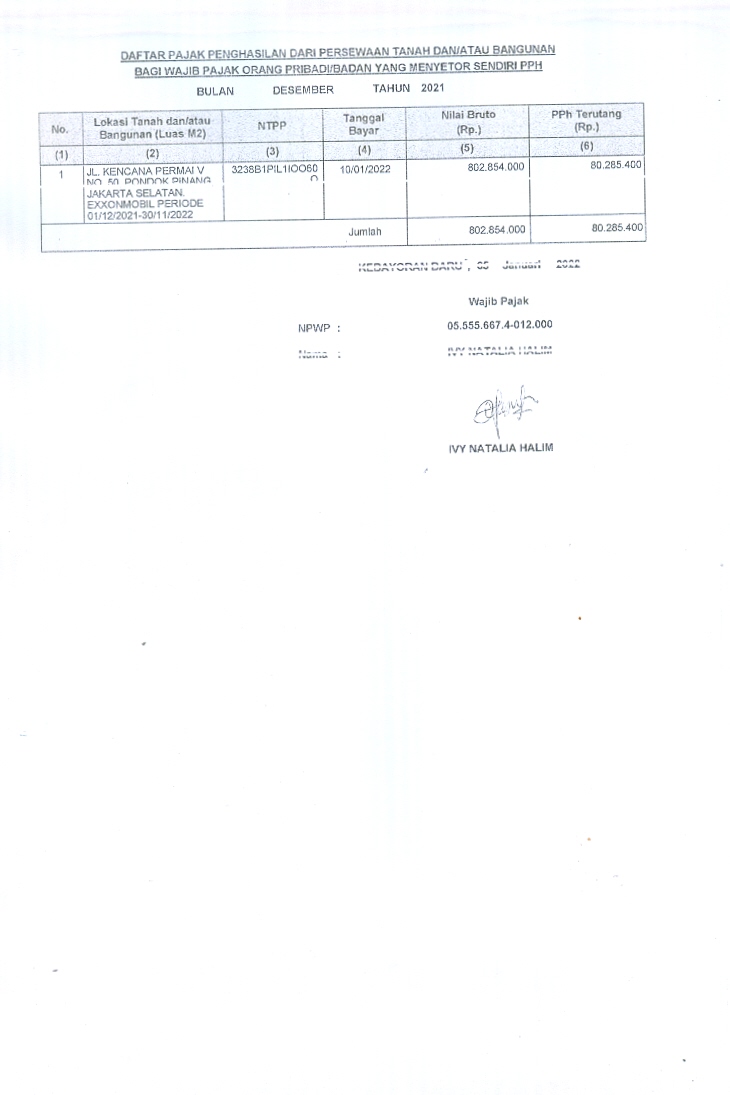 DAFTAR PAJAK PENGHASILAN DARI PERSEWAAN TANAH DAN/ATAU BANGUNAN
BAGI WAJIB PAJAK ORANG PRIBADI/BADAN YANG MENYETOR SENDIRI PPH
BULAN DESEMBER TAHUN 2021
No. Lokasi Tanah dan/atau Bangunan (Luas M2) NTPP Tanggal Bayar Nilai Bruto (Rp.) PPh Terutang (Rp.)
(1) (2) (3) (4) (5) (6)
1 JL. KENCANA PERMAI V 3238B1PIL1IOO60 10/01/2022 802.854.000 80.285.400
NO. 50, PONDOK PINANG O
JAKARTA SELATAN.
EXXONMOBIL PERIODE
01/12/2021-30/11/2022
Jumlah 802.854.000 80.285.400
KEBAYORAN BARU , 05 Januari 2022
Wajib Pajak
NPWP : 05.555.667.4-012.000
Nama : IVY NATALIA HALIM
IVY NATALIA HALIM